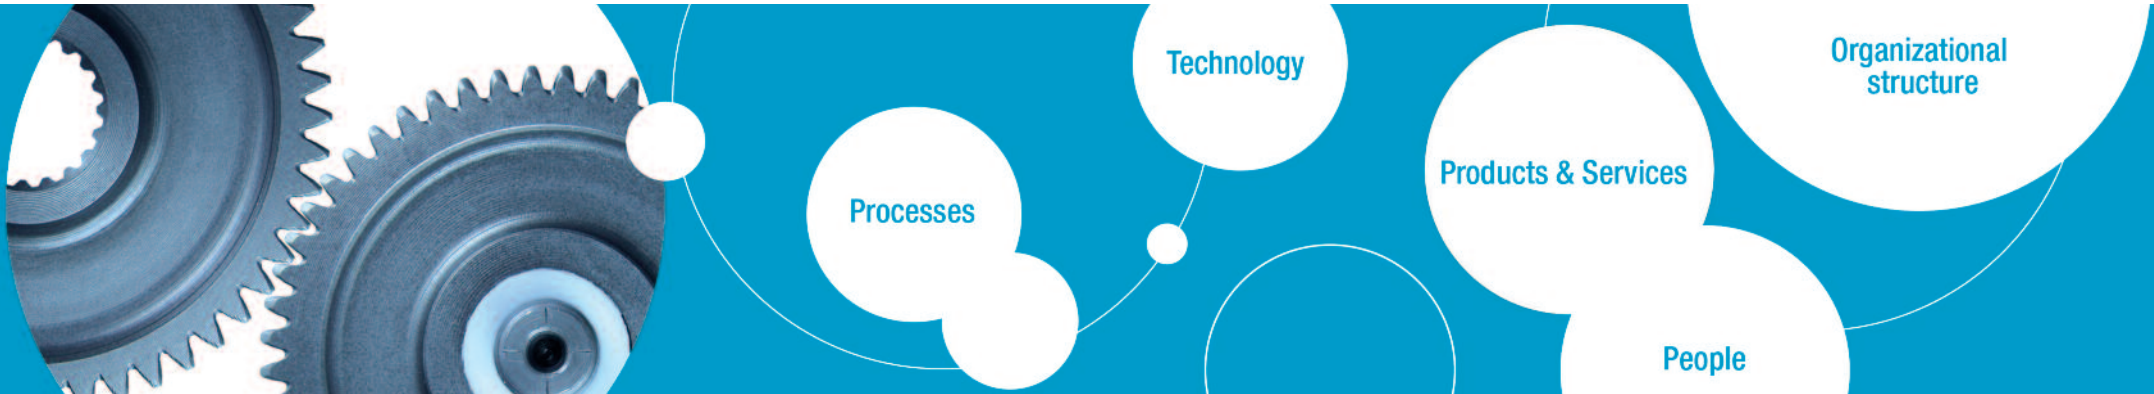 Technology
Organizational
structure
Products & Services
Processes
People